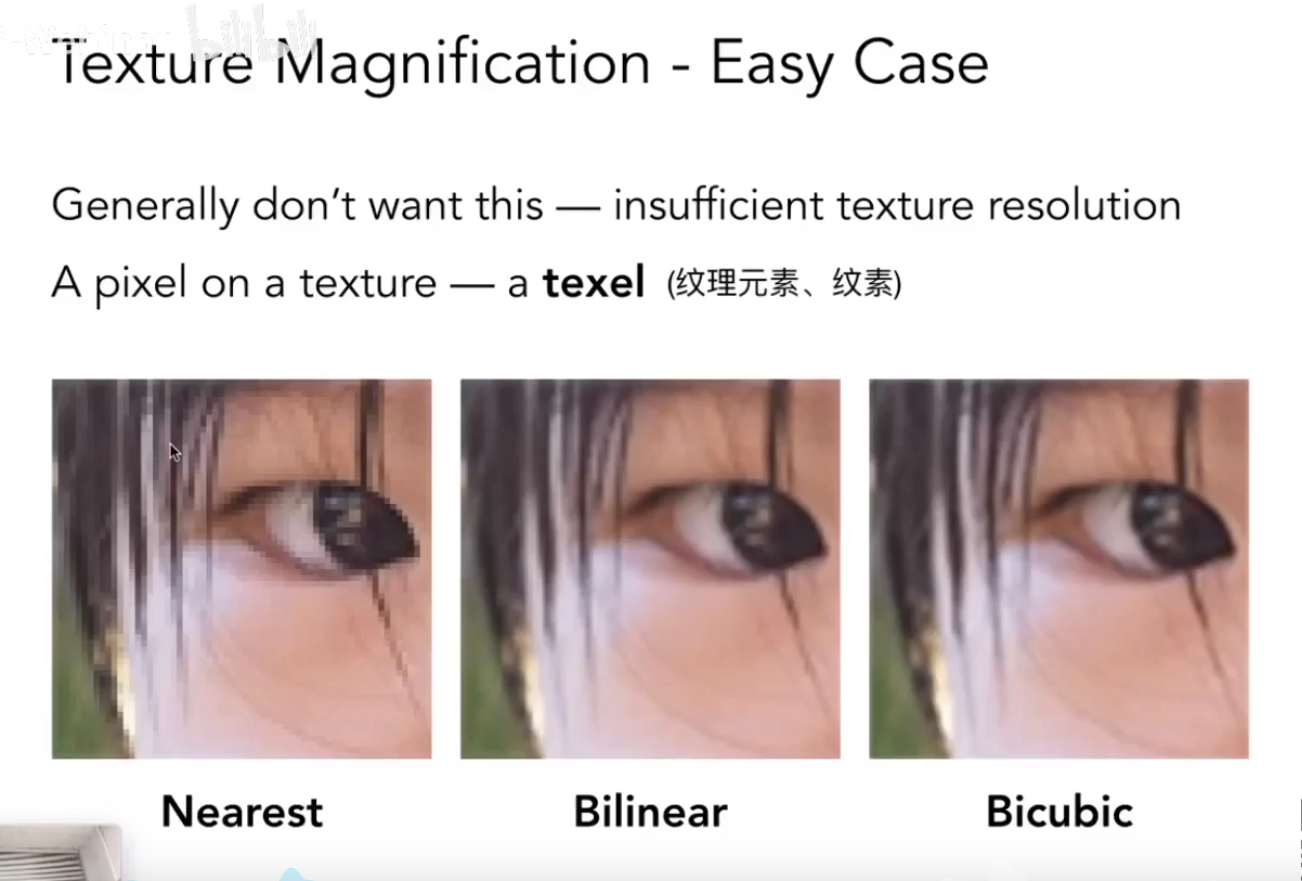 Texture Magnification - Easy Case
Generally don’t want this — insufficient texture resolution
A pixel on a texture — a texel (纹理元素、纹素)
Nearest
Bilinear
Bicubic